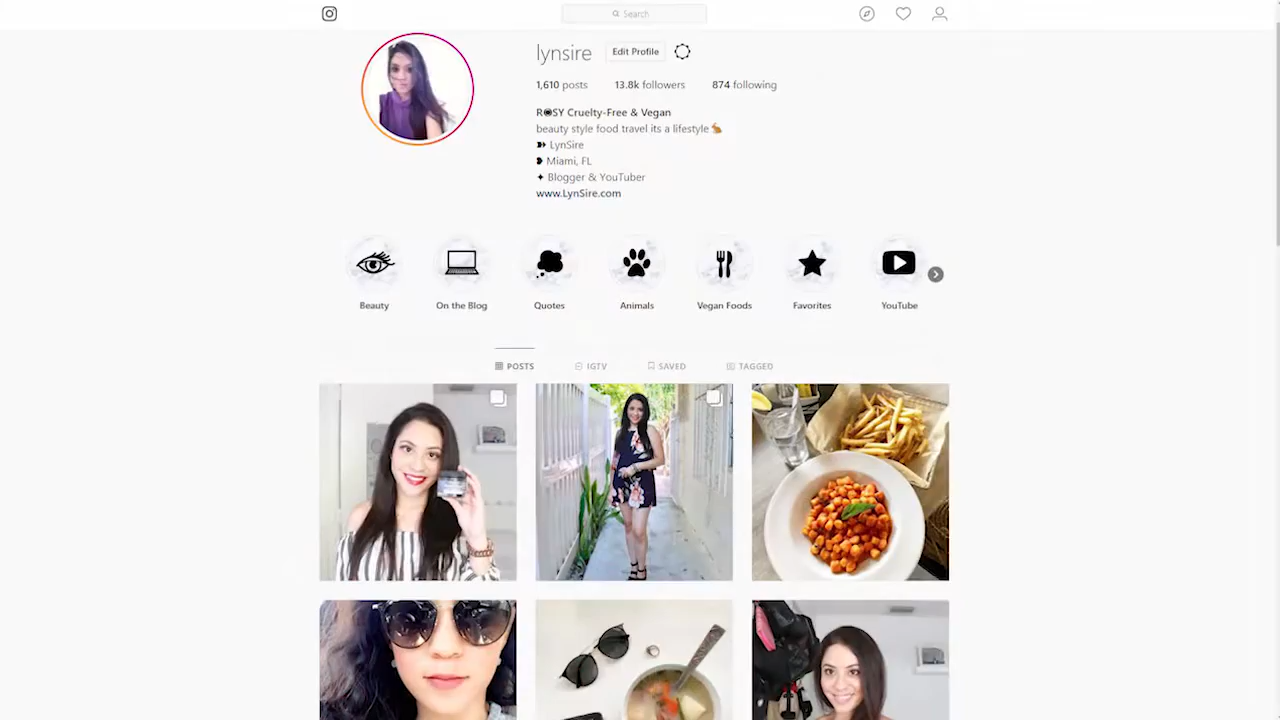 Search
lynsire Edit Profile
1,610 posts 13.8k followers 874 following
R◉SY Cruelty-Free & Vegan
beauty style food travel its a lifestyle 🐇
➽ LynSire
❥ Miami, FL
✦ Blogger & YouTuber
www.LynSire.com
Beauty On the Blog Quotes Animals Vegan Foods Favorites YouTube
POSTS IGTV SAVED TAGGED